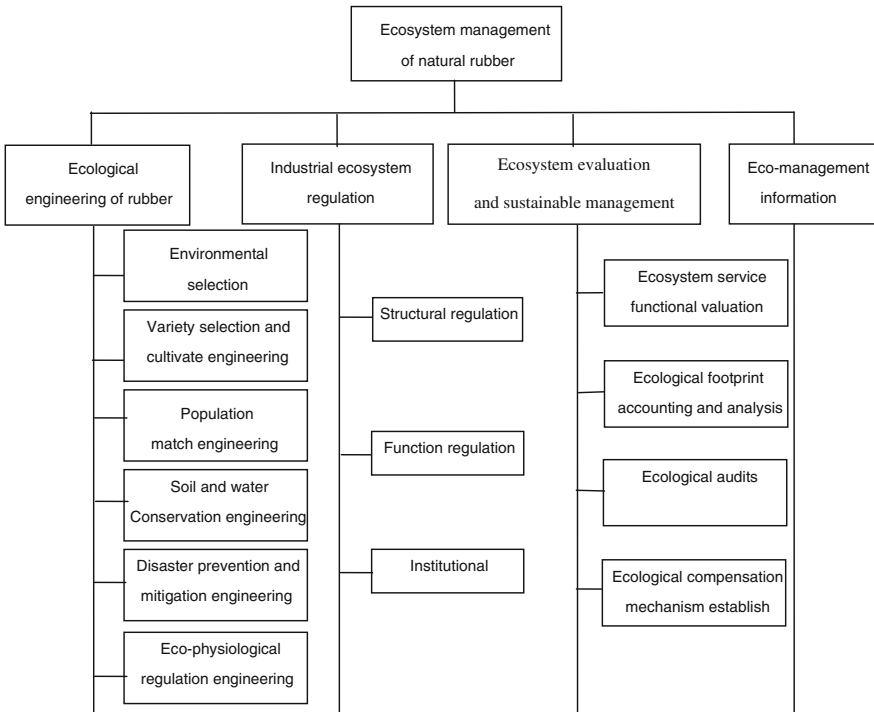 Ecosystem management
of natural rubber
Ecological
engineering of rubber
Industrial ecosystem
regulation
Ecosystem evaluation
and sustainable management
Eco-management
information
Environmental
selection
Variety selection and
cultivate engineering
Population
match engineering
Soil and water
Conservation engineering
Disaster prevention and
mitigation engineering
Eco-physiological
regulation engineering
Structural regulation
Function regulation
Institutional
Ecosystem service
functional valuation
Ecological footprint
accounting and analysis
Ecological audits
Ecological compensation
mechanism establish